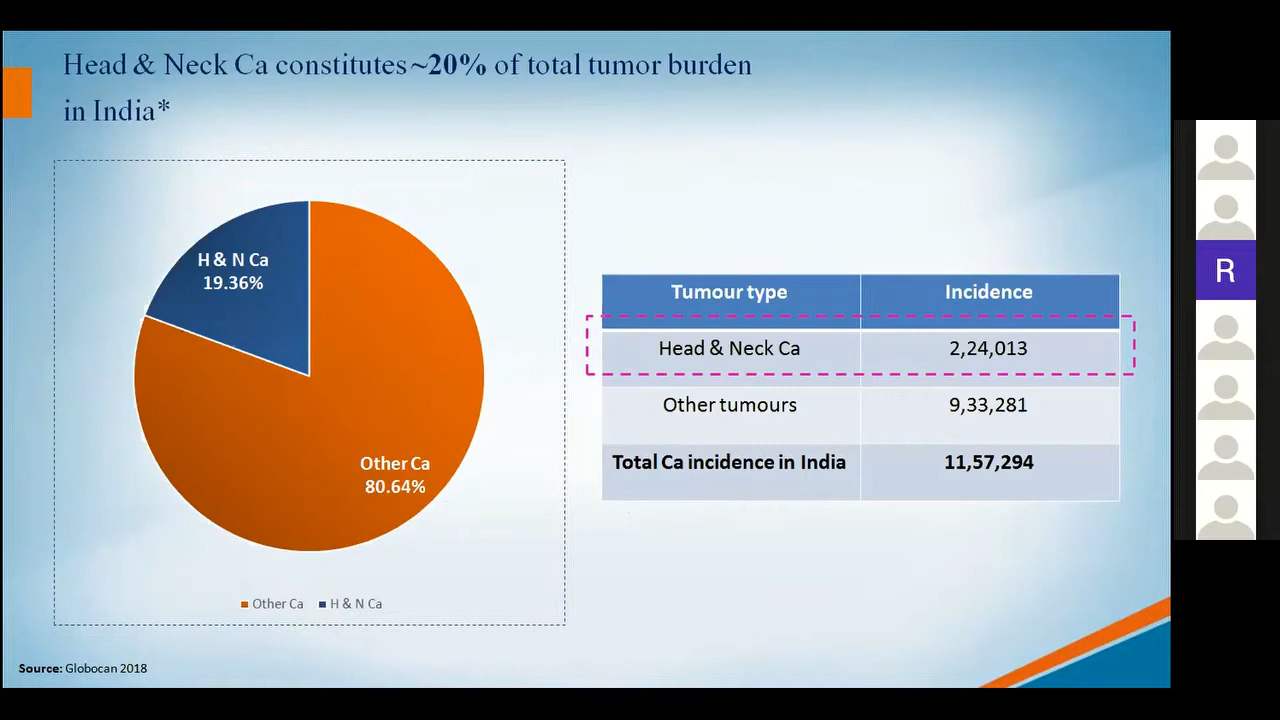 Head & Neck Ca constitutes ~20% of total tumor burden
in India*
H & N Ca
19.36%
Other Ca
80.64%
Other Ca H & N Ca
Tumour type Incidence
Head & Neck Ca 2,24,013
Other tumours 9,33,281
Total Ca incidence in India 11,57,294
Source: Globocan 2018
R